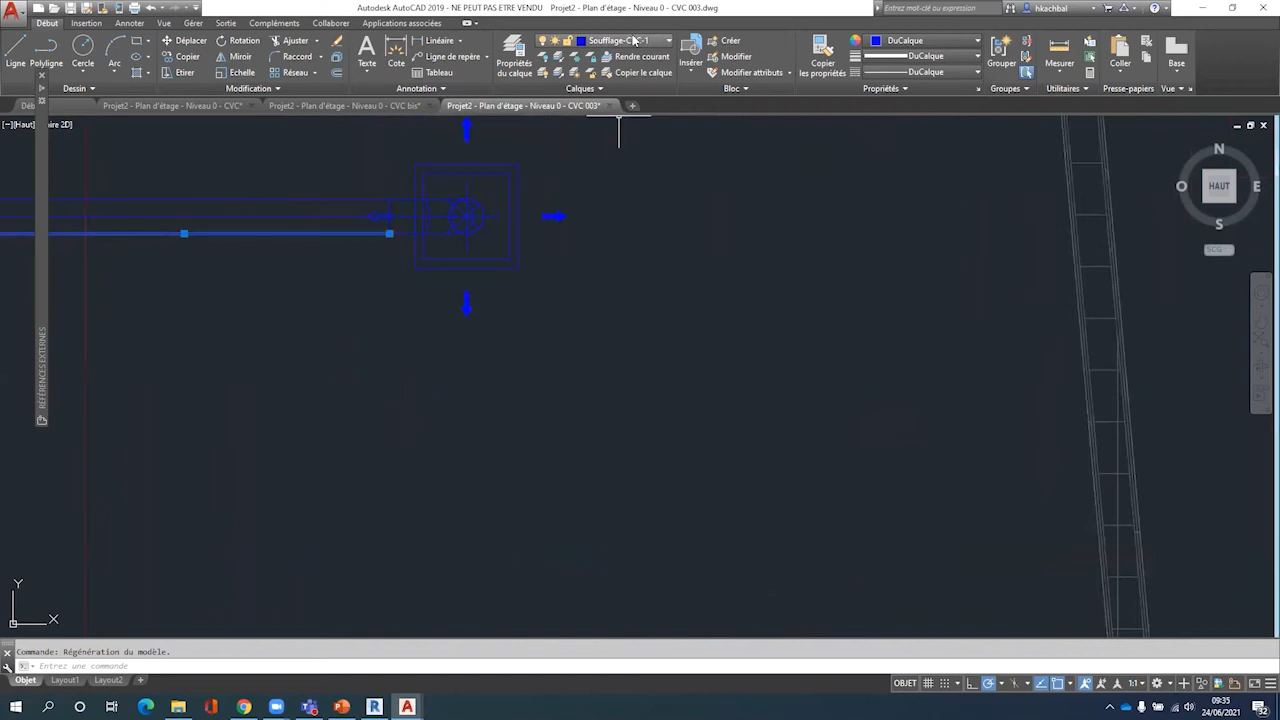 Autodesk AutoCAD 2019 - NE PEUT PAS ETRE VENDU Projet2 - Plan d'étage - Niveau 0 - CVC 003.dwg
Entrez mot-clé ou expression
hkachbal
Début Insertion Annoter Vue Gérer Sortie Compléments Collaborer Applications associées
Ligne Polyligne Cercle Arc
Déplacer Rotation Ajuster
Copier Miroir Raccord
Etirer Echelle Réseau
Texte Cote
Linéaire
Ligne de repère
Tableau
Propriétés du calque
Rendre courant
Copier le calque
Insérer
Créer
Modifier
Modifier attributs
Copier les propriétés
DuCalque
DuCalque
DuCalque
Grouper
Mesurer
Coller
Base
Dessin Modification Annotation Calques Bloc Propriétés Groupes Utilitaires Presse-papiers Vue
Projet2 - Plan d'étage - Niveau 0 - CVC*
Projet2 - Plan d'étage - Niveau 0 - CVC bis*
Projet2 - Plan d'étage - Niveau 0 - CVC 003*
N
O HAUT E
S
SCG
RÉFÉRENCES EXTERNES
Y
X
Commande: Régénération du modèle.
Entrez une commande
Objet Layout1 Layout2
OBJET
1:1
09:35
24/06/2021